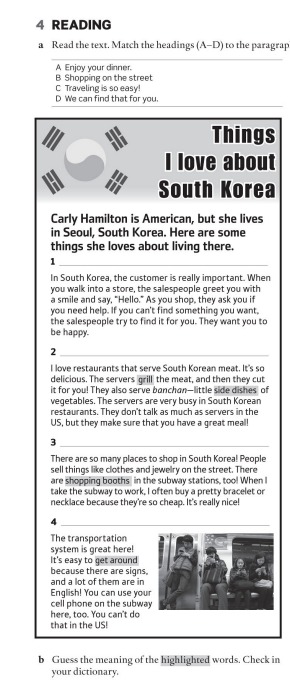 4 READING
a Read the text. Match the headings (A–D) to the paragrap
A Enjoy your dinner.
B Shopping on the street
C Traveling is so easy!
D We can find that for you.
Things
I love about
South Korea
Carly Hamilton is American, but she lives
in Seoul, South Korea. Here are some
things she loves about living there.
1
In South Korea, the customer is really important. When
you walk into a store, the salespeople greet you with
a smile and say, “Hello.” As you shop, they ask you if
you need help. If you can’t find something you want,
the salespeople try to find it for you. They want you to
be happy.
2
I love restaurants that serve South Korean meat. It’s so
delicious. The servers grill the meat, and then they cut
it for you! They also serve banchan—little side dishes of
vegetables. The servers are very busy in South Korean
restaurants. They don’t talk as much as servers in the
US, but they make sure that you have a great meal!
3
There are so many places to shop in South Korea! People
sell things like clothes and jewelry on the street. There
are shopping booths in the subway stations, too! When I
take the subway to work, I often buy a pretty bracelet or
necklace because they’re so cheap. It’s really nice!
4
The transportation
system is great here!
It’s easy to get around
because there are signs,
and a lot of them are in
English! You can use your
cell phone on the subway
here, too. You can’t do
that in the US!
b Guess the meaning of the highlighted words. Check in
your dictionary.